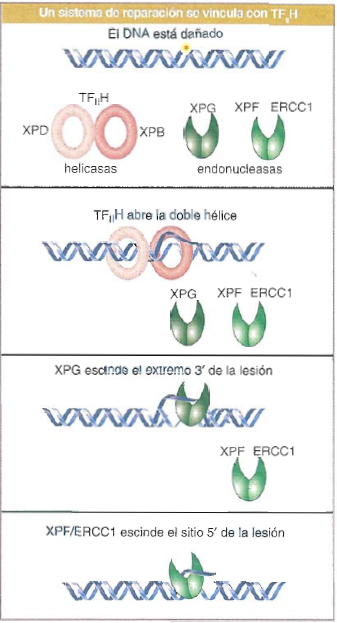 Un sistema de reparación se vincula con TFIIH
El DNA está dañado
TFIIH
XPG
XPF ERCC1
XPD
XPB
helicasas
endonucleasas
TFIIH abre la doble hélice
XPG
XPF ERCC1
XPG escinde el extremo 3' de la lesión
XPF ERCC1
XPF/ERCC1 escinde el sitio 5' de la lesión